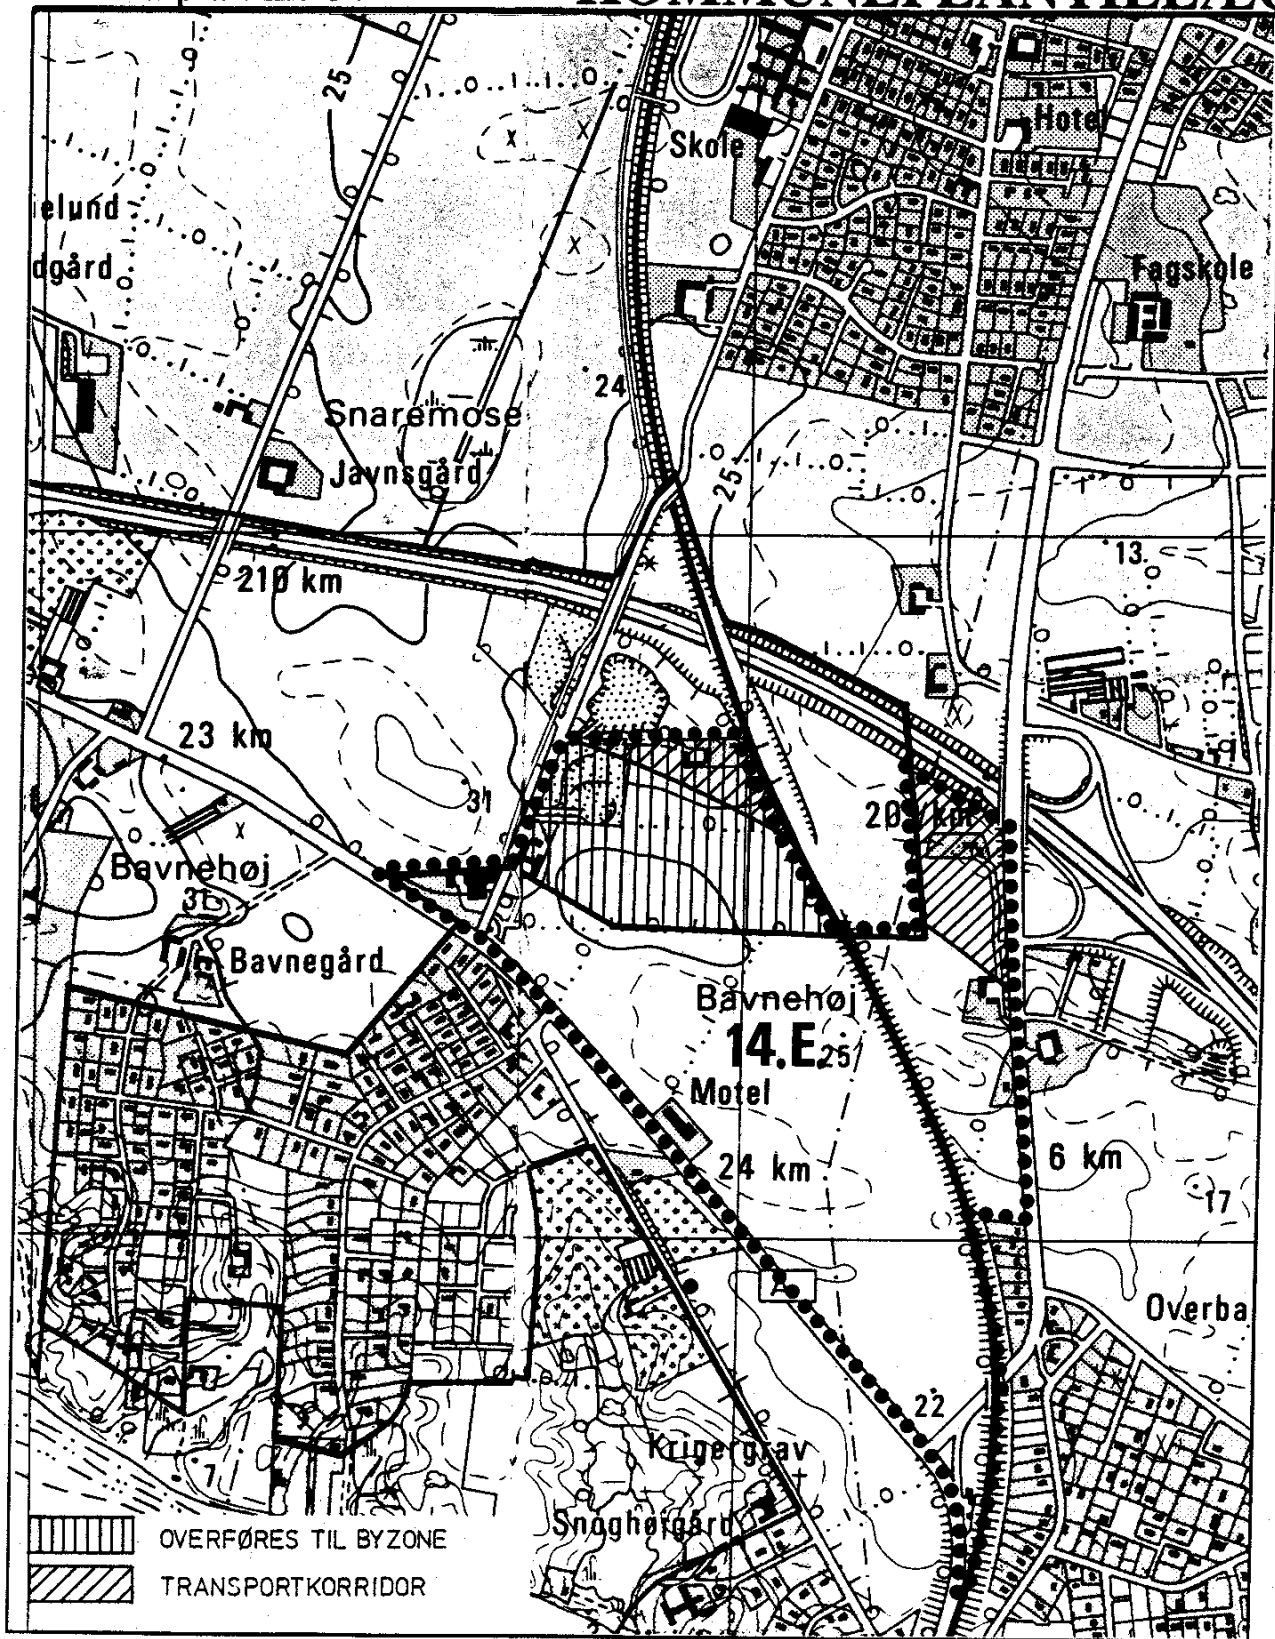 KOMMUNEPLANTILLÆG
25
Skole
Hotel
elund
dgård
Fagskole
24
Snaremose
Javnsgård
25
13
210 km
23 km
31
20 km
Bavnehøj
31
Bavnegård
Bavnehøj
14.E
25
Motel
24 km
6 km
17
A
Overba
22
Krigergrav
Snoghøjgård
7
OVERFØRES TIL BYZONE
TRANSPORTKORRIDOR